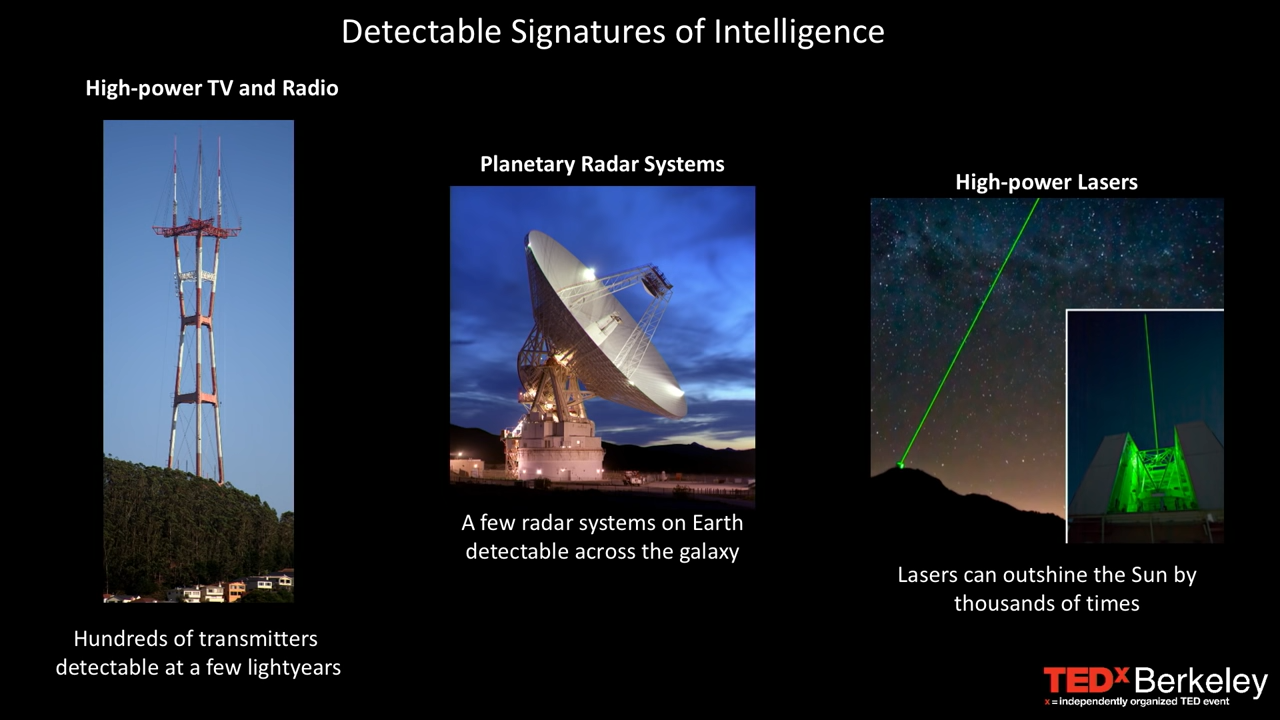 Detectable Signatures of Intelligence
High-power TV and Radio
Hundreds of transmitters
detectable at a few lightyears
Planetary Radar Systems
A few radar systems on Earth
detectable across the galaxy
High-power Lasers
Lasers can outshine the Sun by
thousands of times
TEDx Berkeley
x = independently organized TED event